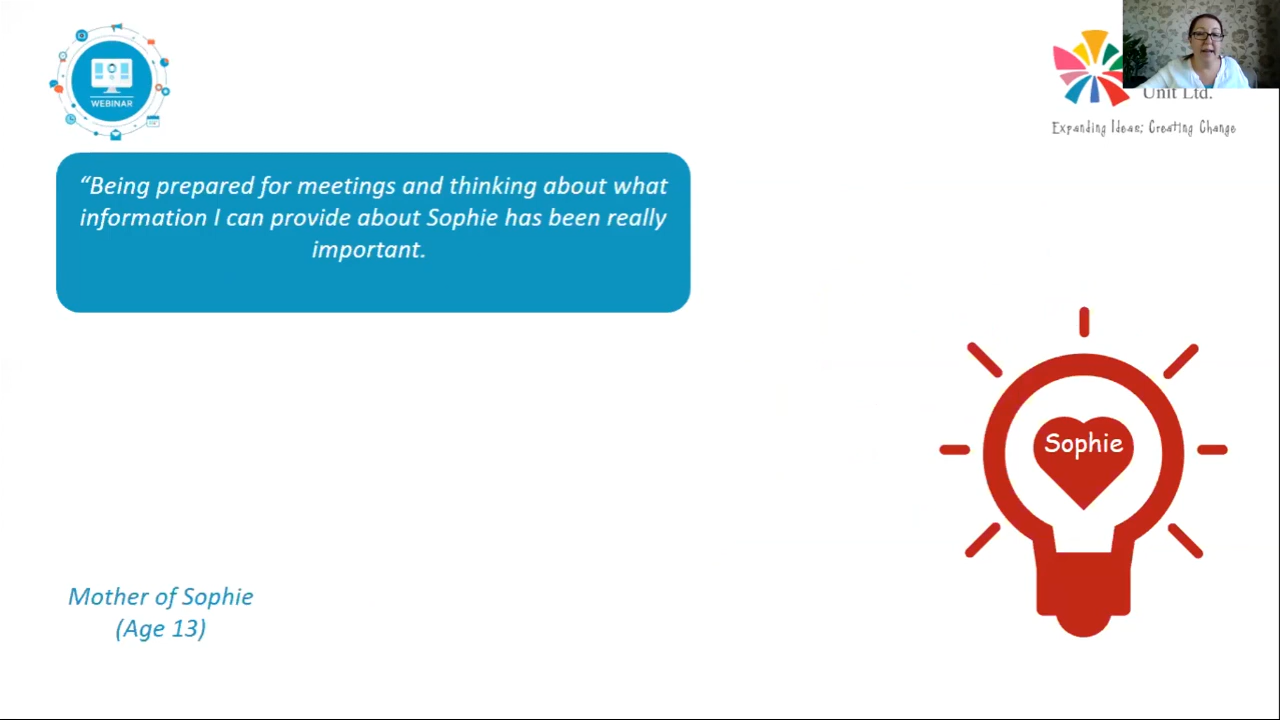 WEBINAR
Unit Ltd.
Expanding Ideas; Creating Change
“Being prepared for meetings and thinking about what
information I can provide about Sophie has been really
important.
Sophie
Mother of Sophie
(Age 13)